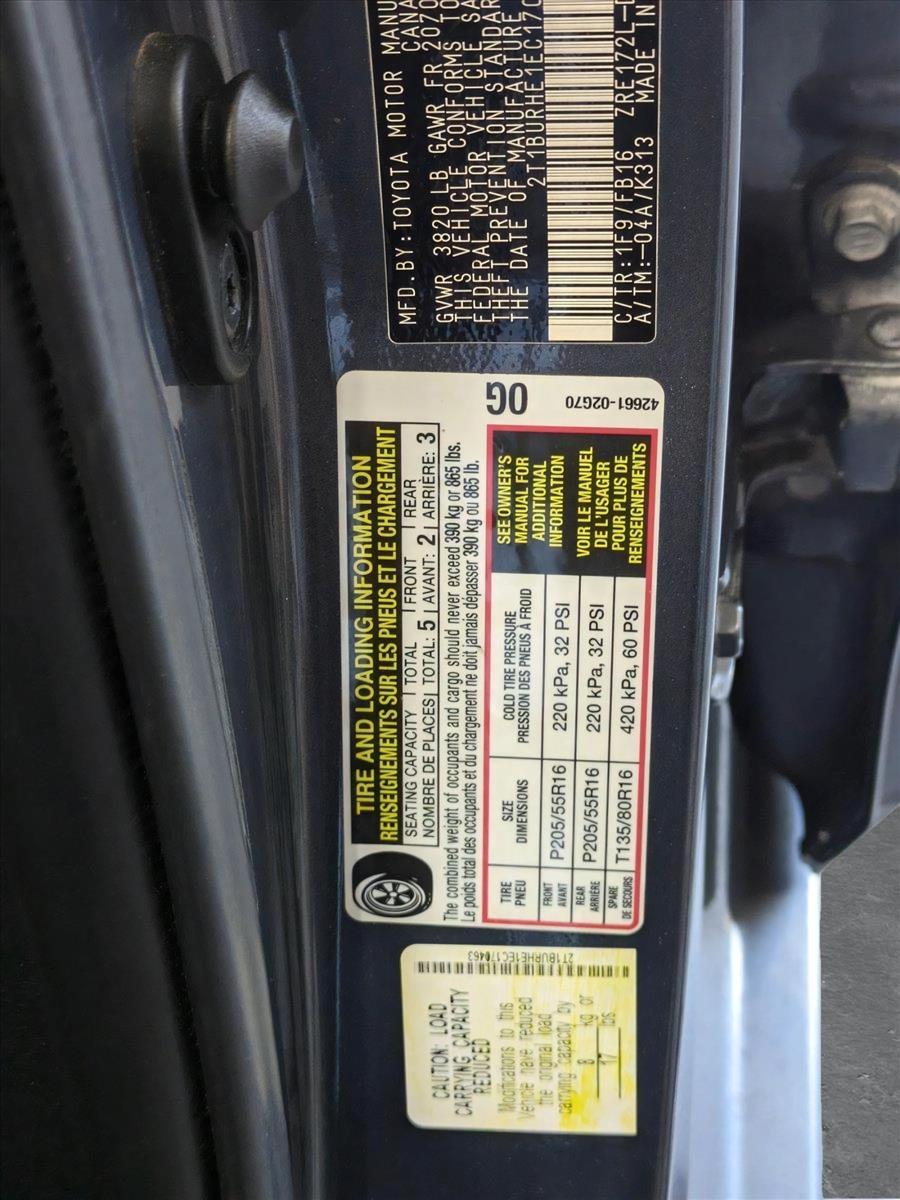 MFD.BY:TOYOTA MOTOR MANU
CANA
GVWR 3820 LB GAWR FR 2070
THIS VEHICLE CONFORMS TO
FEDERAL MOTOR VEHICLE SA
THEFT PREVENTION STANDAR
THE DATE OF MANUFACTURE
2T1BURHE1EC170
C/TR:1F9/FB16 ZRE172L-D
A/TM:-04A/K313 MADE IN
TIRE AND LOADING INFORMATION
RENSEIGNEMENTS SUR LES PNEUS ET LE CHARGEMENT
SEATING CAPACITY TOTAL FRONT REAR
NOMBRE DE PLACES TOTAL: 5 AVANT: 2 ARRIÈRE: 3
The combined weight of occupants and cargo should never exceed 390 kg or 865 lbs.
Le poids total des occupants et du chargement ne doit jamais dépasser 390 kg ou 865 lb.
TIRE SIZE COLD TIRE PRESSURE
PNEU DIMENSIONS PRESSION DES PNEUS À FROID
FRONT
AVANT
P205/55R16 220 kPa, 32 PSI
REAR
ARRIÈRE
P205/55R16 220 kPa, 32 PSI
SPARE
DE SECOURS
T135/80R16 420 kPa, 60 PSI
SEE OWNER'S
MANUAL FOR
ADDITIONAL
INFORMATION
VOIR LE MANUEL
DE L'USAGER
POUR PLUS DE
RENSEIGNEMENTS
0G
42661-02G70
CAUTION: LOAD
CARRYING CAPACITY
REDUCED
Modifications to this
Vehicle have reduced
the original load
carrying capacity by
8 kg or
17 lbs
2T1BURHE1EC170463